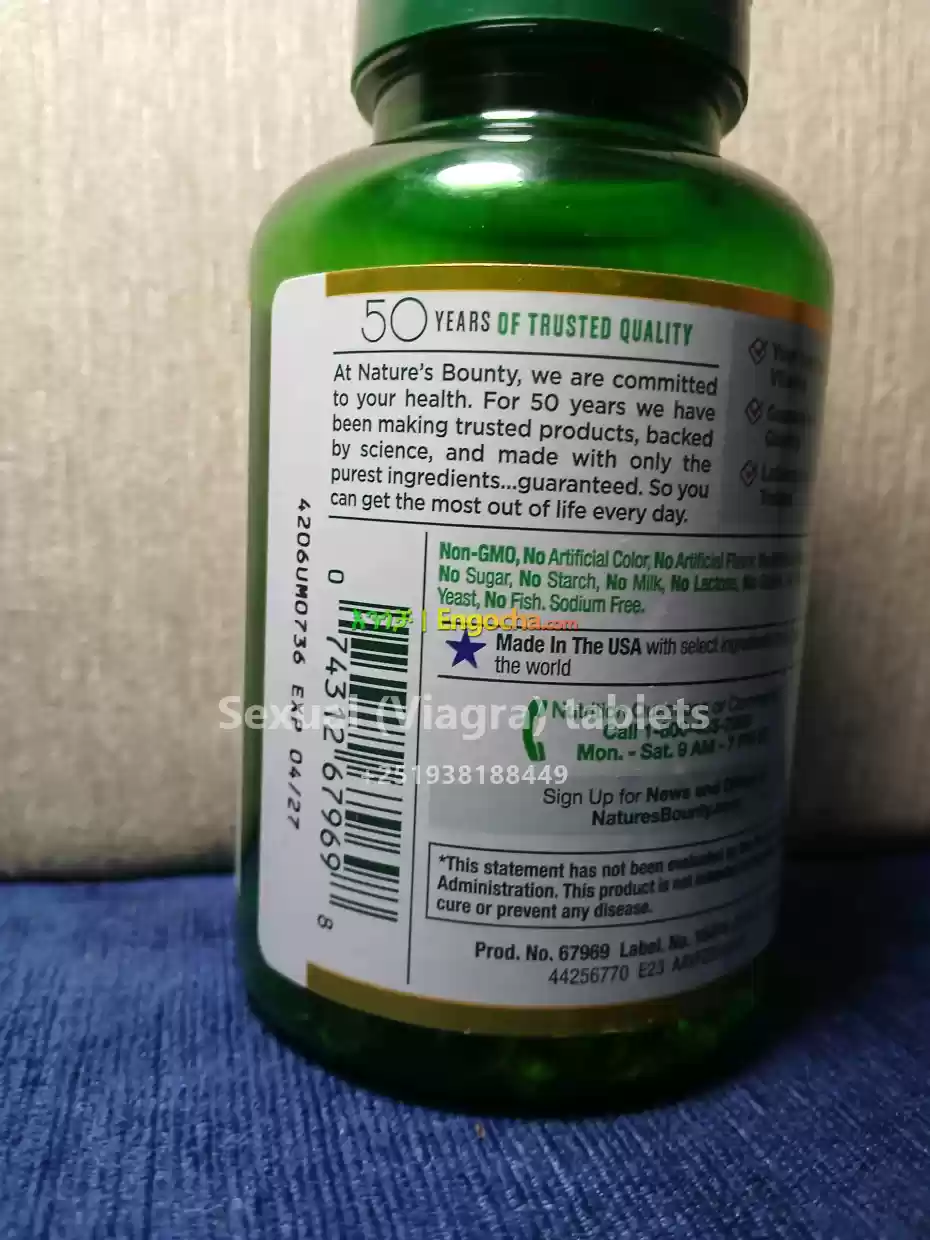 50 YEARS OF TRUSTED QUALITY
At Nature's Bounty, we are committed
to your health. For 50 years we have
been making trusted products, backed
by science, and made with only the
purest ingredients...guaranteed. So you
can get the most out of life every day.
Non-GMO, No Artificial Color, No Artificial
No Sugar, No Starch, No Milk, No Lactose,
Yeast, No Fish. Sodium Free.
እንጎቻ | Engocha.com
Made In The USA with select
the world
Sexual (Viagra) tablets
Call
Mon. - Sat. 9 AM - 7
+251938188449
Sign Up for News and
NaturesBounty.com
*This statement has not been evaluated by the
Administration. This product is not
cure or prevent any disease.
Prod. No. 67969 Label. No.
44256770 E23
4206UM0736 EXP 04/27
0 74312 67969 8